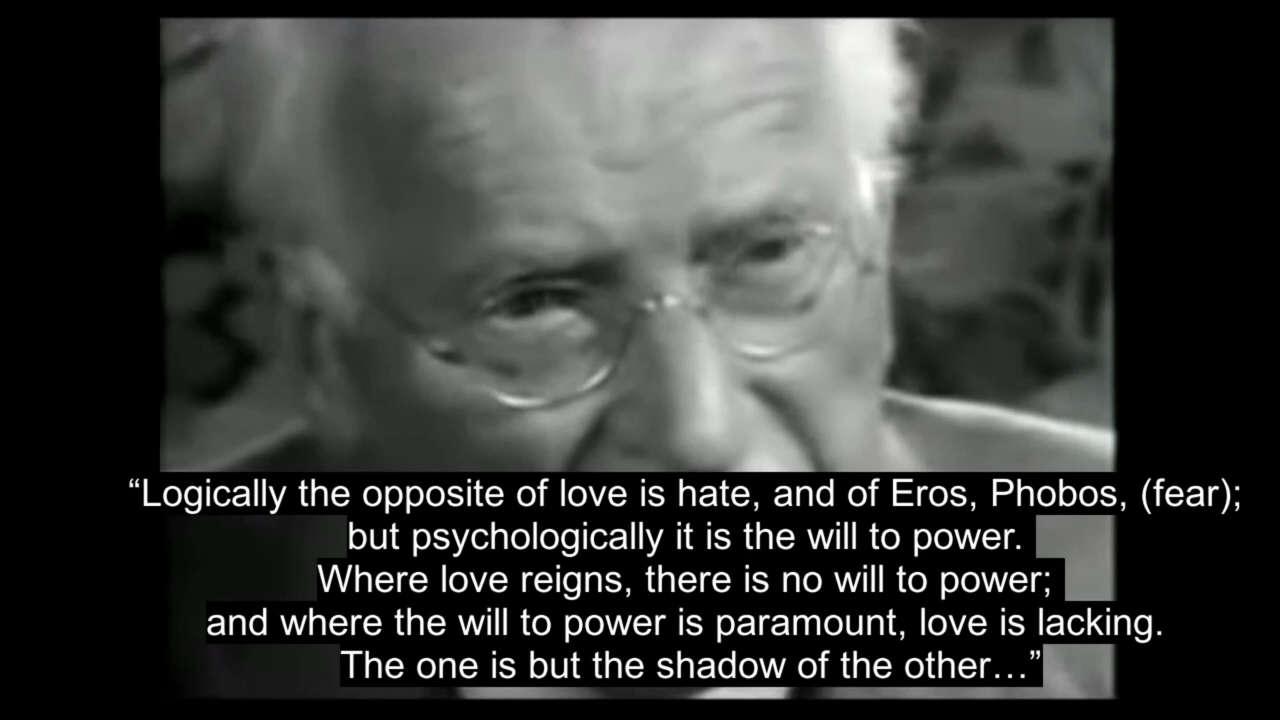 “Logically the opposite of love is hate, and of Eros, Phobos, (fear);
but psychologically it is the will to power.
Where love reigns, there is no will to power;
and where the will to power is paramount, love is lacking.
The one is but the shadow of the other…”